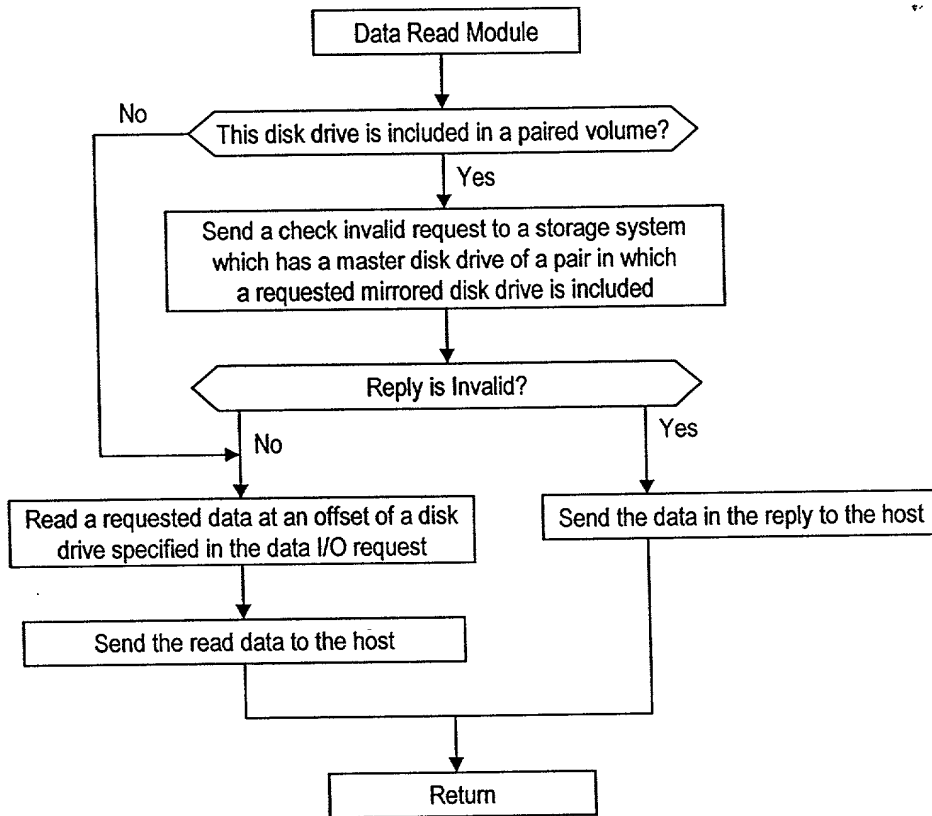 Data Read Module
No
This disk drive is included in a paired volume?
Yes
Send a check invalid request to a storage system
which has a master disk drive of a pair in which
a requested mirrored disk drive is included
Reply is Invalid?
No
Yes
Read a requested data at an offset of a disk
drive specified in the data I/O request
Send the data in the reply to the host
Send the read data to the host
Return